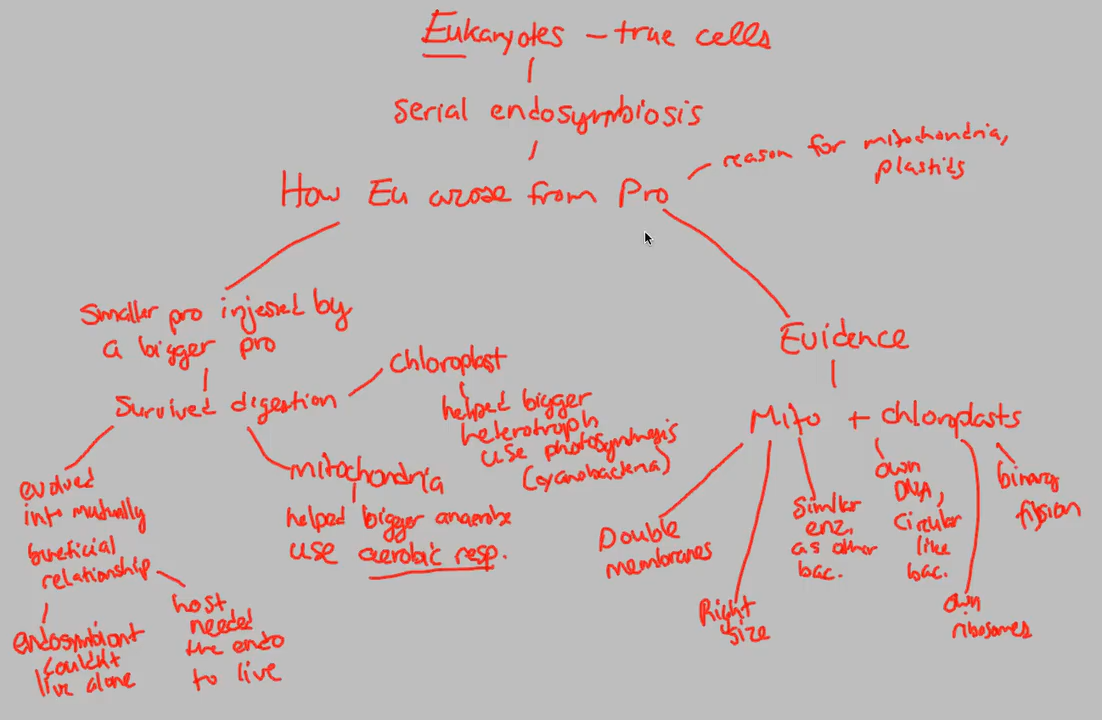 Eukaryotes – true cells
serial endosymbiosis
How Eu arose from Pro
reason for mitochondria,
plastids
Smaller pro injested by
a bigger pro
Survived digestion
Chloroplast
helped bigger
heterotroph
use photosynthesis
(cyanobacteria)
evolved
into mutually
beneficial
relationship
endosymbiont
couldn't
live alone
host
needed
the endo
to live
mitochondria
helped bigger anaerobe
use aerobic resp.
Evidence
Mito + chloroplasts
Double
membranes
Right
size
similar
enz.
as other
bac.
own
DNA,
circular
like
bac.
own
ribosomes
binary
fission